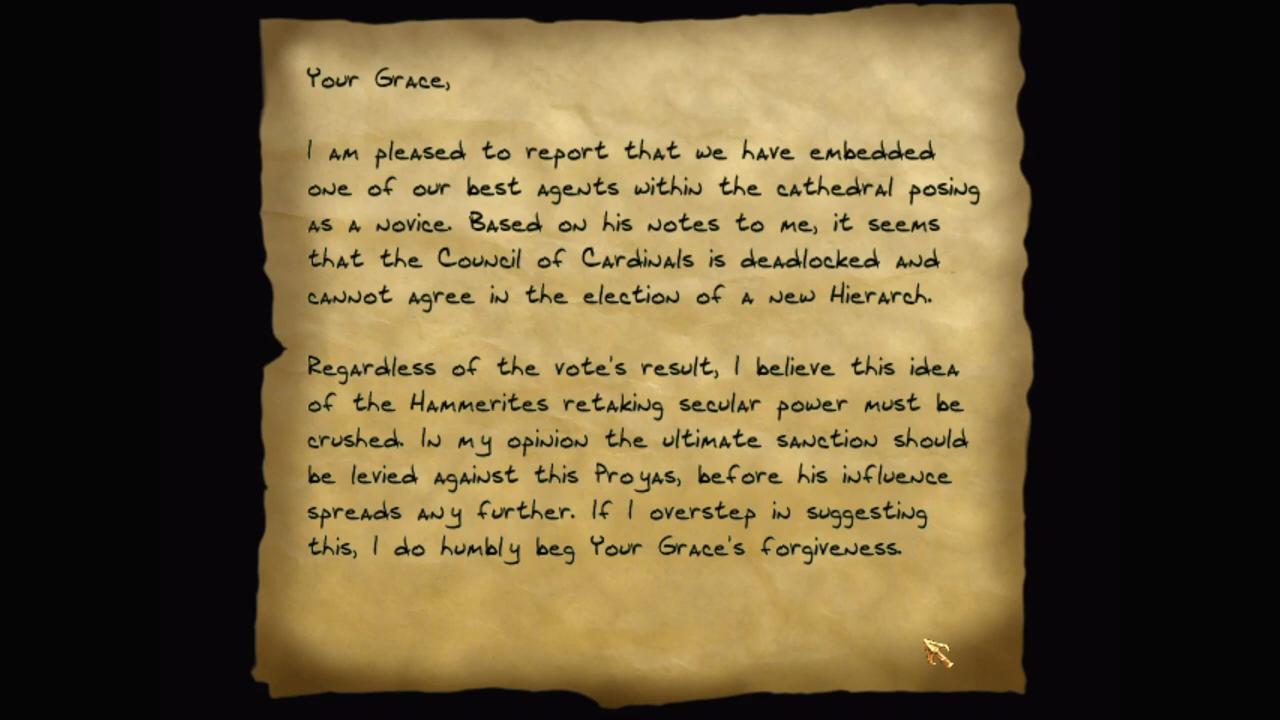 Your Grace,
I am pleased to report that we have embedded
one of our best agents within the cathedral posing
as a novice. Based on his notes to me, it seems
that the Council of Cardinals is deadlocked and
cannot agree in the election of a new Hierarch.
Regardless of the vote's result, I believe this idea
of the Hammerites retaking secular power must be
crushed. In my opinion the ultimate sanction should
be levied against this Proyas, before his influence
spreads any further. If I overstep in suggesting
this, I do humbly beg Your Grace's forgiveness.